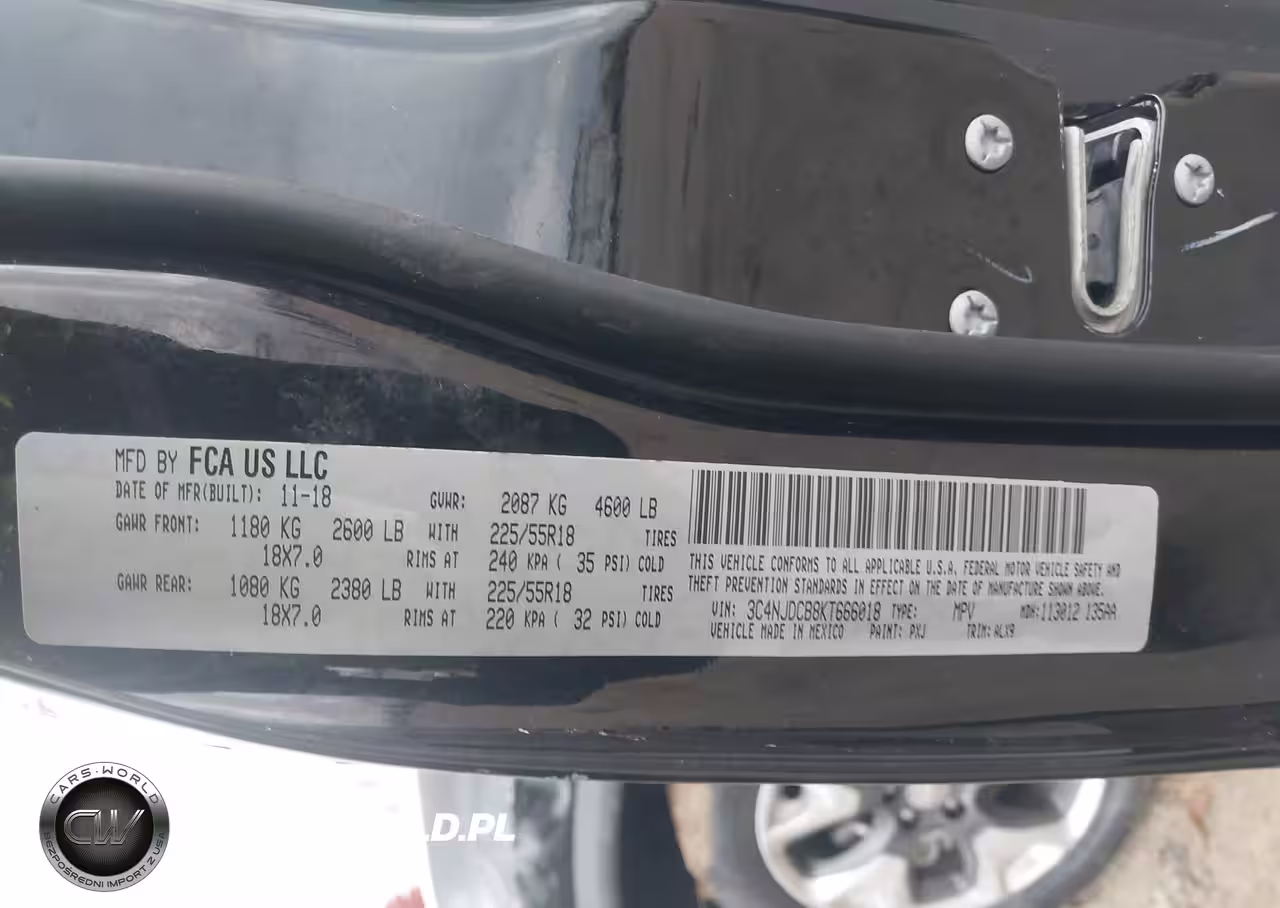 MFD BY FCA US LLC
DATE OF MFR(BUILT): 11-18 GVWR: 2087 KG 4600 LB
GAWR FRONT: 1180 KG 2600 LB WITH 225/55R18 TIRES
18X7.0 RIMS AT 240 KPA ( 35 PSI) COLD
GAWR REAR: 1080 KG 2380 LB WITH 225/55R18 TIRES
18X7.0 RIMS AT 220 KPA ( 32 PSI) COLD
THIS VEHICLE CONFORMS TO ALL APPLICABLE U.S.A. FEDERAL MOTOR VEHICLE SAFETY AND
THEFT PREVENTION STANDARDS IN EFFECT ON THE DATE OF MANUFACTURE SHOWN ABOVE.
VIN: 3C4NJDCB8KT666018 TYPE: MPV MDH:113012 135AA
VEHICLE MADE IN MEXICO PAINT: PXJ TRIM:ALX9
CARS-WORLD
CW
BEZPOŚREDNI IMPORT Z USA
LD.PL